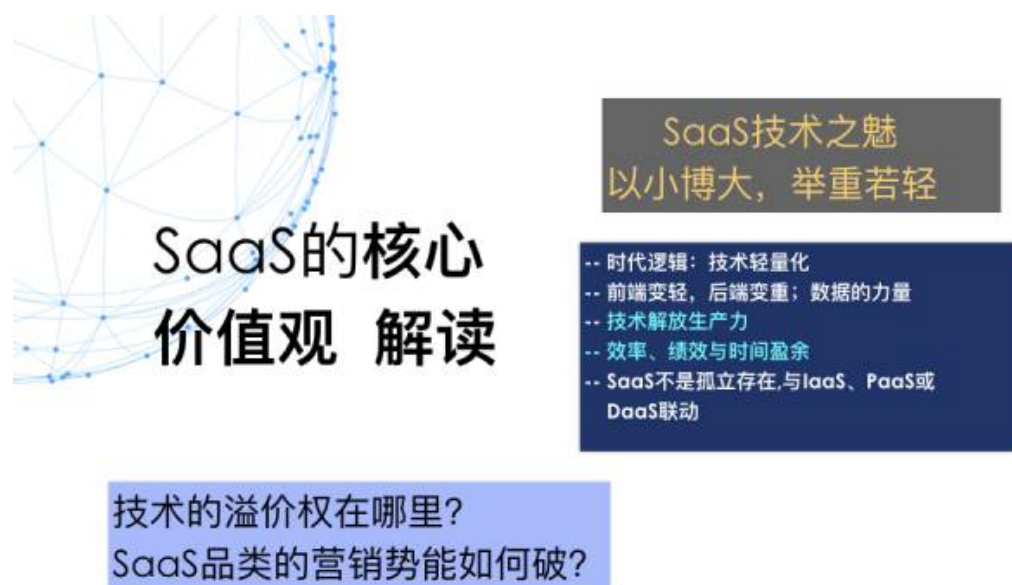 SaaS的核心
价值观 解读
SaaS技术之魅
以小博大，举重若轻
-- 时代逻辑：技术轻量化
-- 前端变轻，后端变重；数据的力量
-- 技术解放生产力
-- 效率、绩效与时间盈余
-- SaaS不是孤立存在,与IaaS、PaaS或
DaaS联动
技术的溢价权在哪里？
SaaS品类的营销势能如何破？